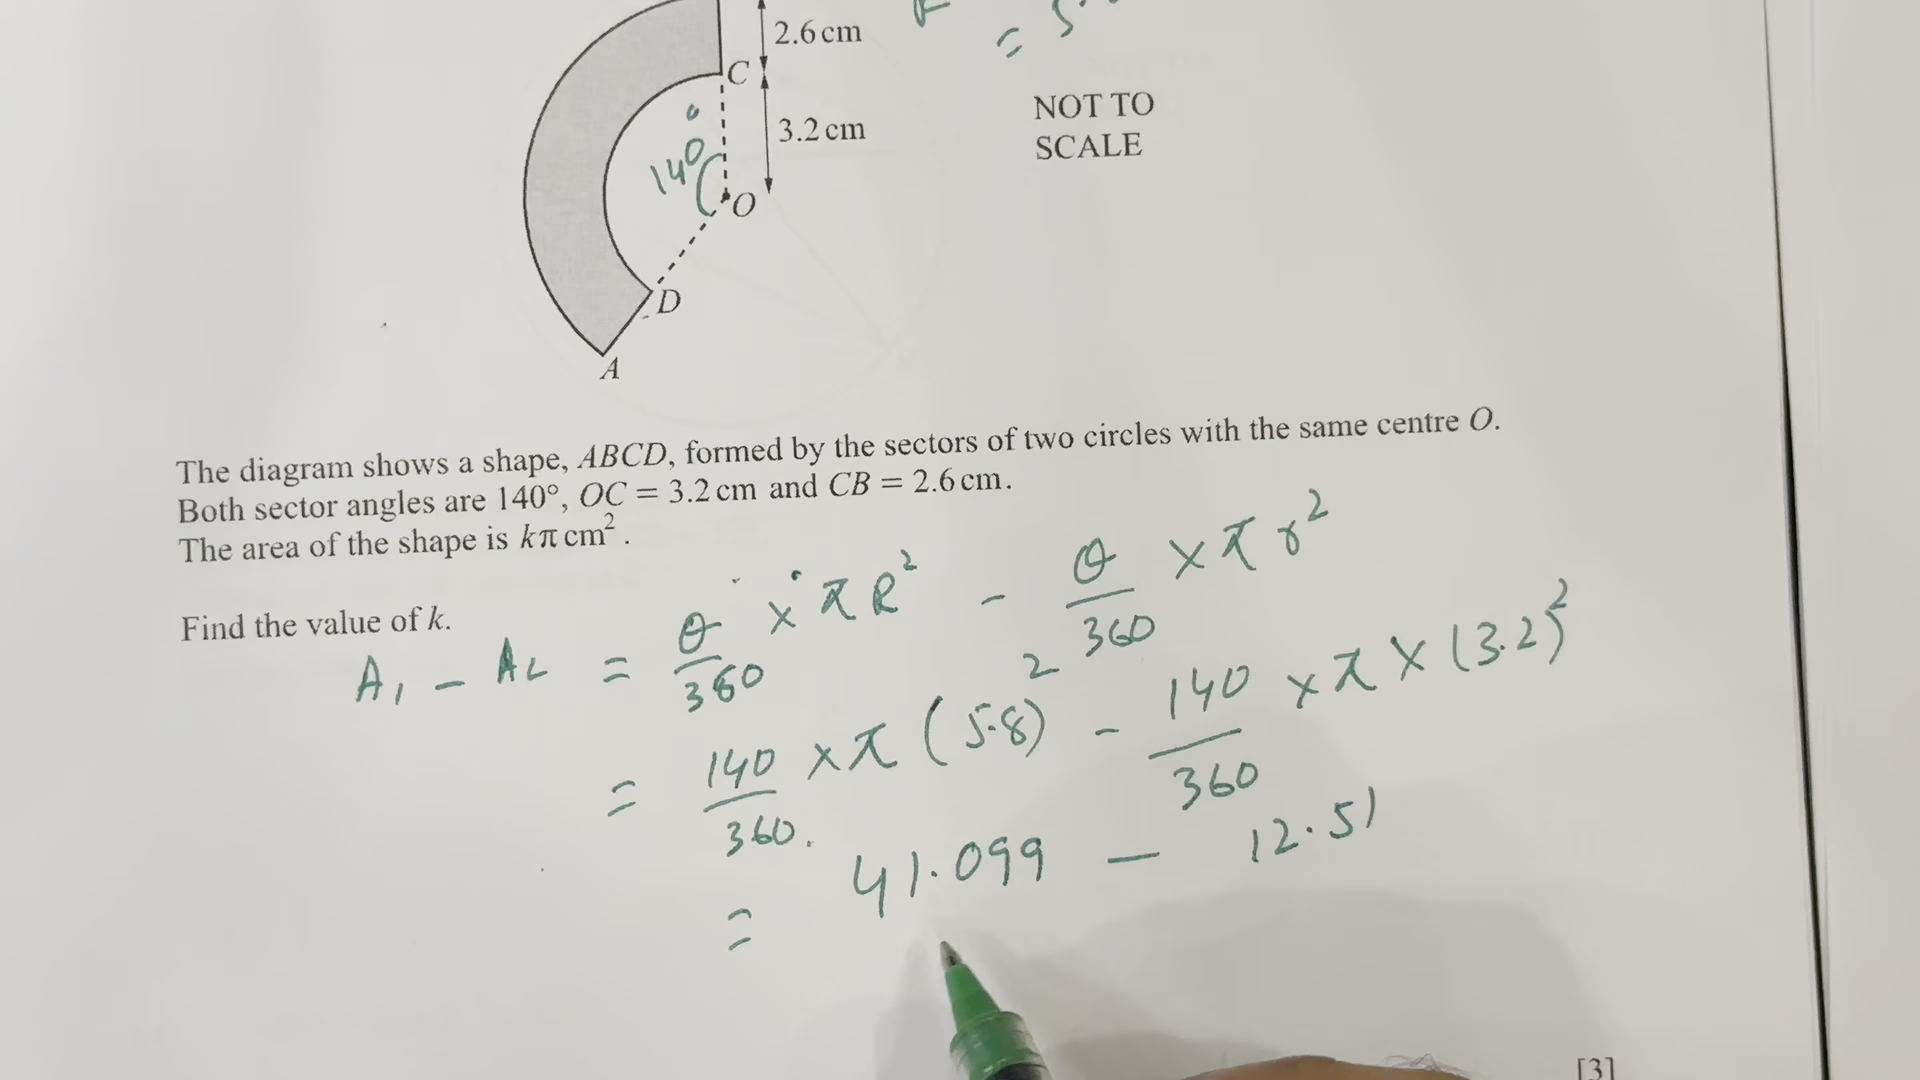 2.6 cm
= 5.
C
3.2 cm
NOT TO
SCALE
140°
O
D
A
The diagram shows a shape, ABCD, formed by the sectors of two circles with the same centre O.
Both sector angles are 140°, OC = 3.2 cm and CB = 2.6 cm.
The area of the shape is kπ cm².
Find the value of k.
A₁ - A₂ = θ/360 × πR² - θ/360 × πr²
= 140/360 × π (5.8)² - 140/360 × π × (3.2)²
= 41.099 - 12.51
[3]